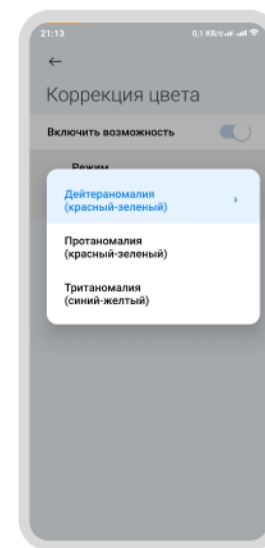 21:13 0,1 КБ/с
←
Коррекция цвета
Включить возможность
Режим
Дейтераномалия
(красный-зеленый)
Протаномалия
(красный-зеленый)
Тританомалия
(синий-желтый)